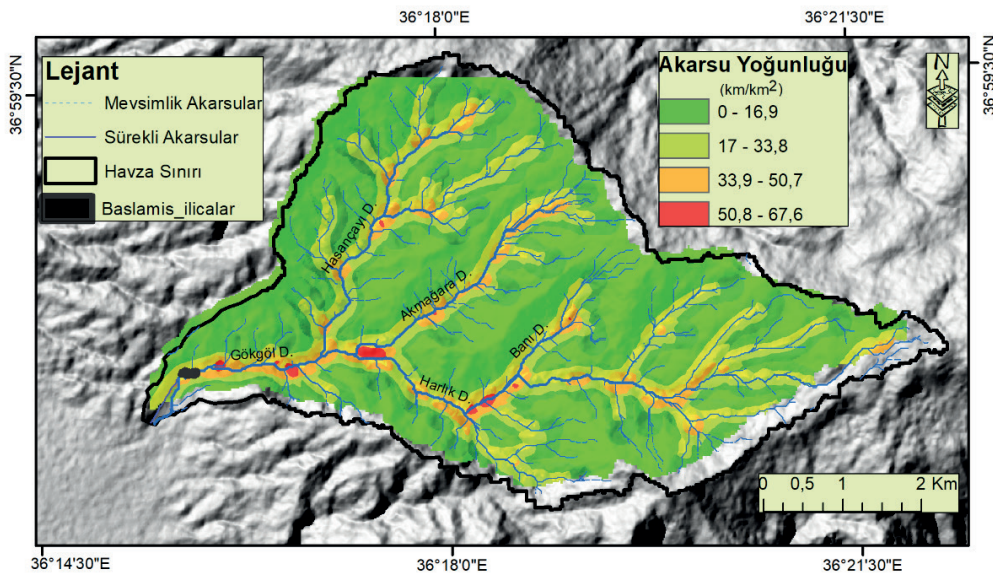 36°18'0"E
36°21'30"E
36°59'30"N
36°59'30"N
Lejant
Mevsimlik Akarsular
Sürekli Akarsular
Havza Sınırı
Baslamis_ilicalar
Akarsu Yoğunluğu
(km/km²)
0 - 16,9
17 - 33,8
33,9 - 50,7
50,8 - 67,6
N
Hasançayı D.
Akmağara D.
Gökgöl D.
Banı D.
Harlık D.
0 0,5 1 2 Km
36°14'30"E
36°18'0"E
36°21'30"E